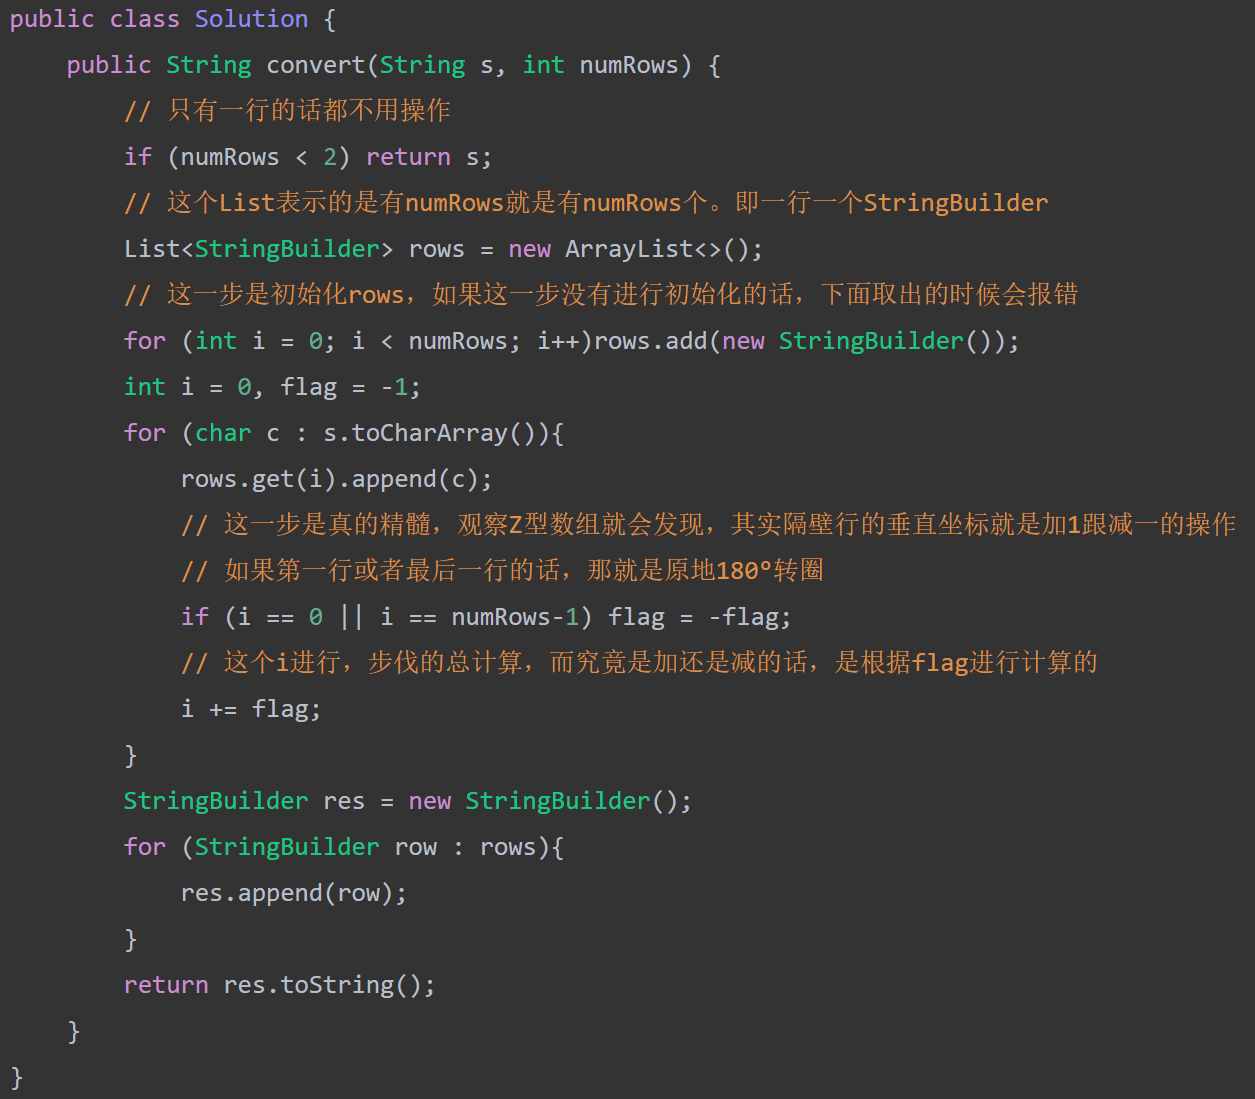 public class Solution {
    public String convert(String s, int numRows) {
        // 只有一行的话都不用操作
        if (numRows < 2) return s;
        // 这个List表示的是有numRows就是有numRows个。即一行一个StringBuilder
        List<StringBuilder> rows = new ArrayList<>();
        // 这一步是初始化rows，如果这一步没有进行初始化的话，下面取出的时候会报错
        for (int i = 0; i < numRows; i++)rows.add(new StringBuilder());
        int i = 0, flag = -1;
        for (char c : s.toCharArray()){
            rows.get(i).append(c);
            // 这一步是真的精髓，观察Z型数组就会发现，其实隔壁行的垂直坐标就是加1跟减一的操作
            // 如果第一行或者最后一行的话，那就是原地180°转圈
            if (i == 0 || i == numRows-1) flag = -flag;
            // 这个i进行，步伐的总计算，而究竟是加还是减的话，是根据flag进行计算的
            i += flag;
        }
        StringBuilder res = new StringBuilder();
        for (StringBuilder row : rows){
            res.append(row);
        }
        return res.toString();
    }
}